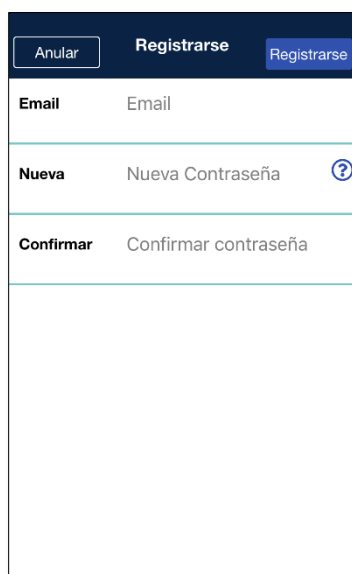 Anular Registrarse Registrarse
Email Email
Nueva Nueva Contraseña ?
Confirmar Confirmar contraseña